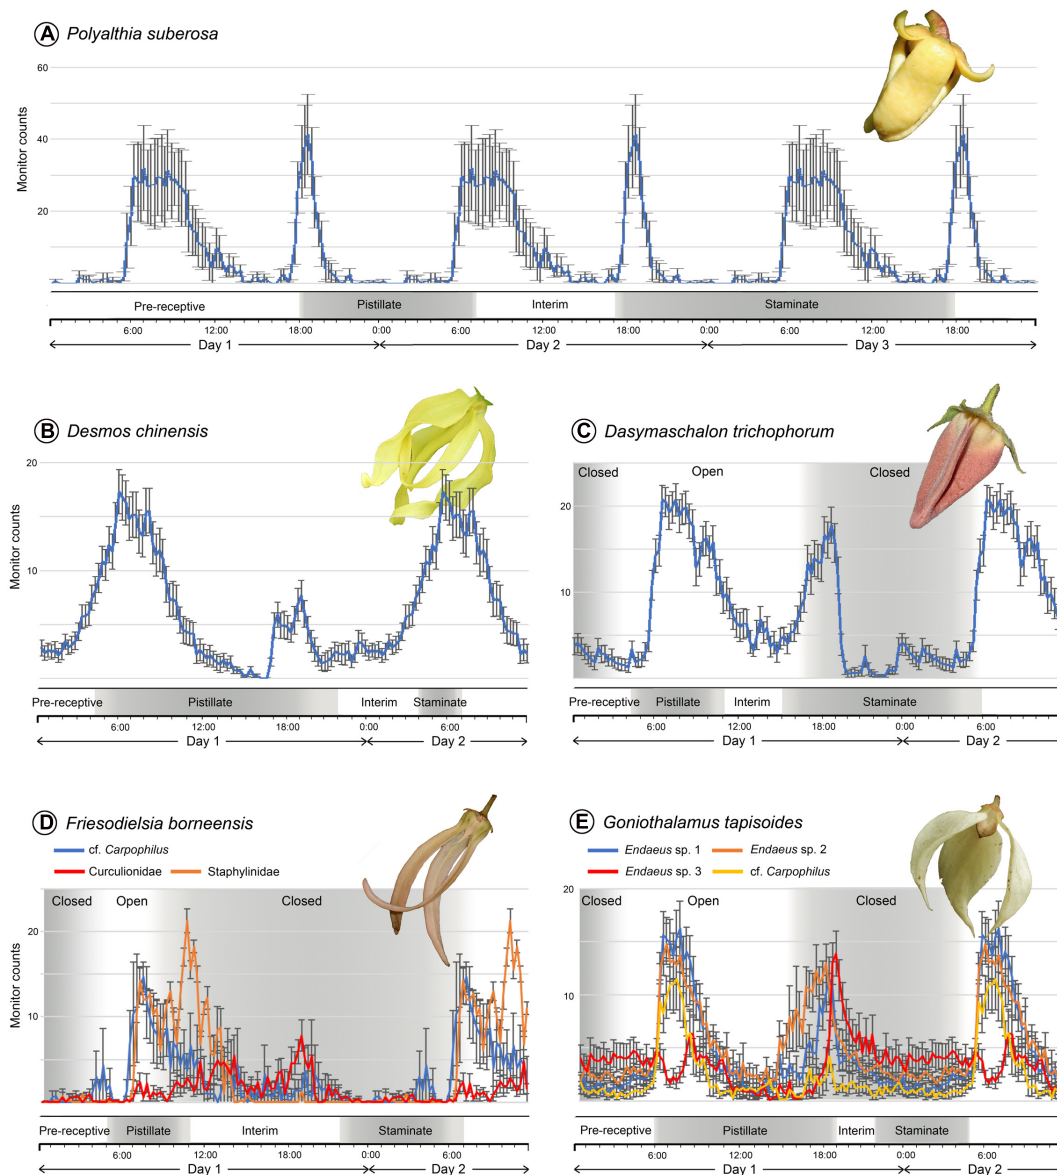 A Polyalthia suberosa
Monitor counts
60
40
20
Pre-receptive Pistillate Interim Staminate
6:00 12:00 18:00 0:00 6:00 12:00 18:00 0:00 6:00 12:00 18:00
Day 1 Day 2 Day 3
B Desmos chinensis
Monitor counts
20
10
Pre-receptive Pistillate Interim Staminate
6:00 12:00 18:00 0:00 6:00
Day 1 Day 2
C Dasymaschalon trichophorum
Closed Open Closed
20
10
Pre-receptive Pistillate Interim Staminate
6:00 12:00 18:00 0:00 6:00
Day 1 Day 2
D Friesodielsia borneensis
cf. Carpophilus
Curculionidae Staphylinidae
Closed Open Closed
Monitor counts
20
10
Pre-receptive Pistillate Interim Staminate
6:00 12:00 18:00 0:00 6:00
Day 1 Day 2
E Goniothalamus tapisoides
Endaeus sp. 1 Endaeus sp. 2
Endaeus sp. 3 cf. Carpophilus
20
Closed Open Closed
10
Pre-receptive Pistillate Interim Staminate
6:00 12:00 18:00 0:00 6:00
Day 1 Day 2